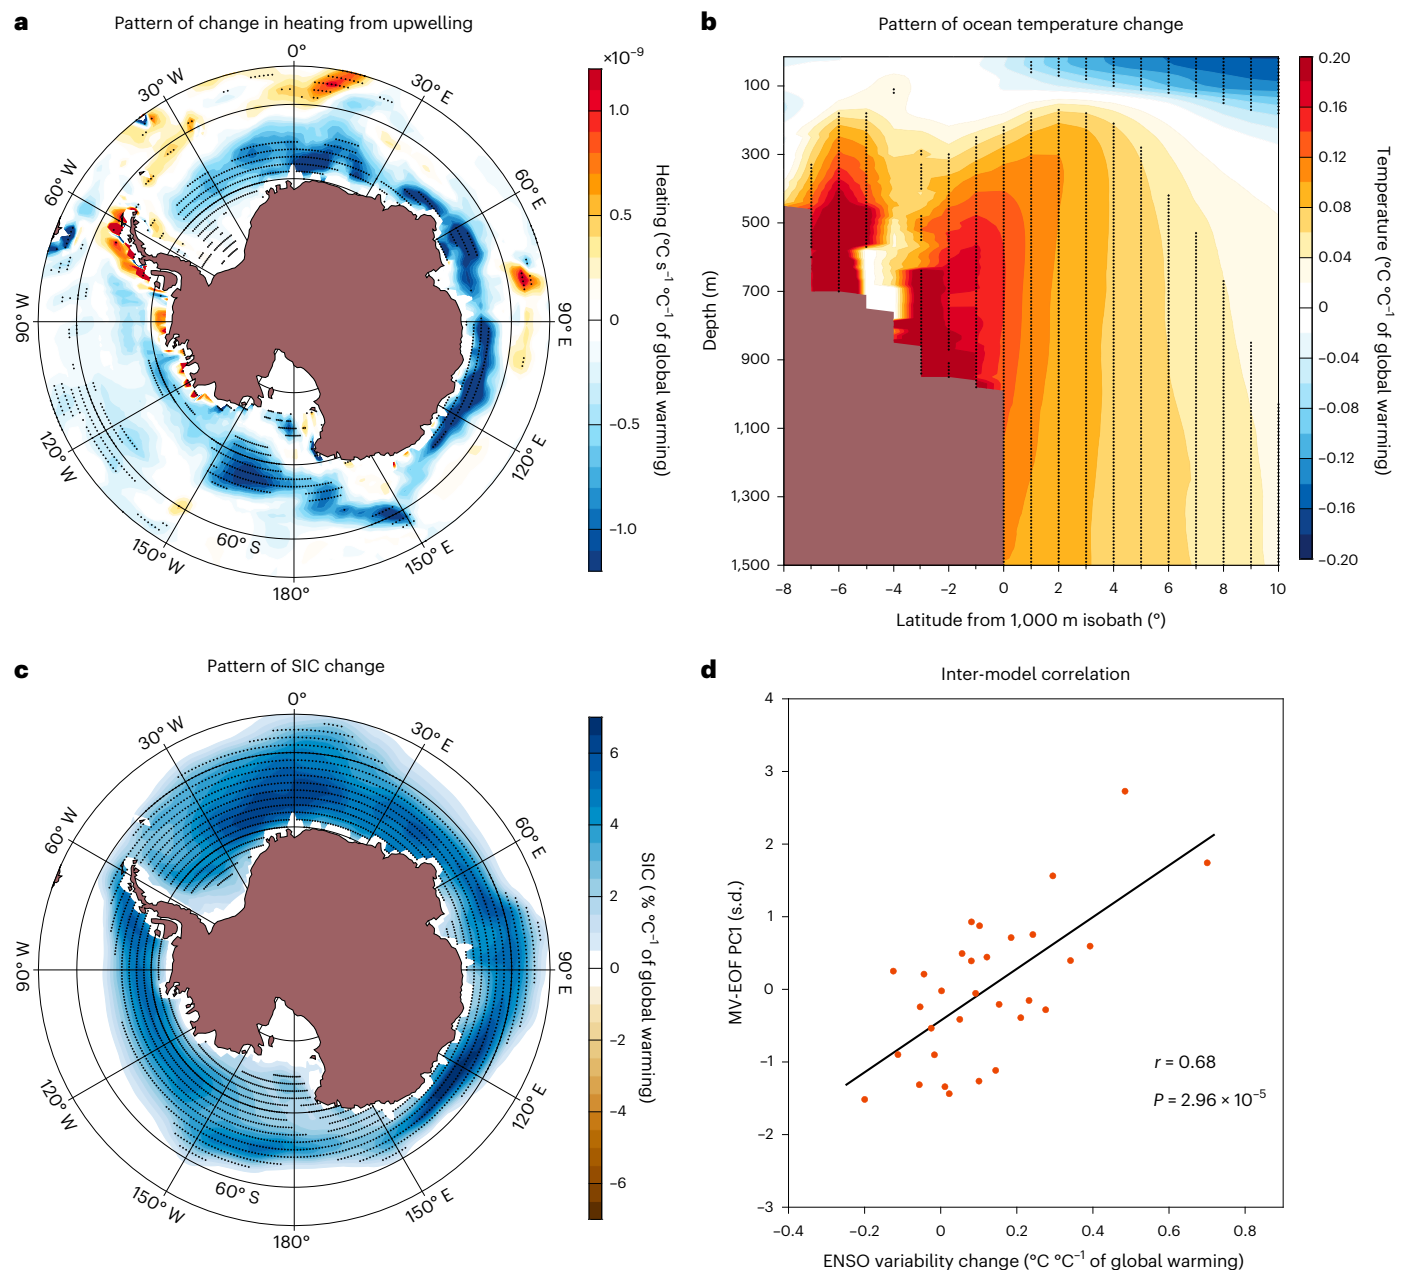 a
Pattern of change in heating from upwelling
0°
30° E
60° E
90° E
120° E
150° E
180°
150° W
120° W
90° W
60° W
30° W
60° S
×10⁻⁹
1.0
0.5
0
−0.5
−1.0
Heating (°C s⁻¹ °C⁻¹ of global warming)
b
Pattern of ocean temperature change
Depth (m)
100
300
500
700
900
1,100
1,300
1,500
−8 −6 −4 −2 0 2 4 6 8 10
Latitude from 1,000 m isobath (°)
0.20
0.16
0.12
0.08
0.04
0
−0.04
−0.08
−0.12
−0.16
−0.20
Temperature (°C °C⁻¹ of global warming)
c
Pattern of SIC change
0°
30° E
60° E
90° E
120° E
150° E
180°
150° W
120° W
90° W
60° W
30° W
60° S
6
4
2
0
−2
−4
−6
SIC ( % °C⁻¹ of global warming)
d
Inter-model correlation
MV-EOF PC1 (s.d.)
4
3
2
1
0
−1
−2
−3
r = 0.68
P = 2.96 × 10⁻⁵
−0.4 −0.2 0 0.2 0.4 0.6 0.8
ENSO variability change (°C °C⁻¹ of global warming)